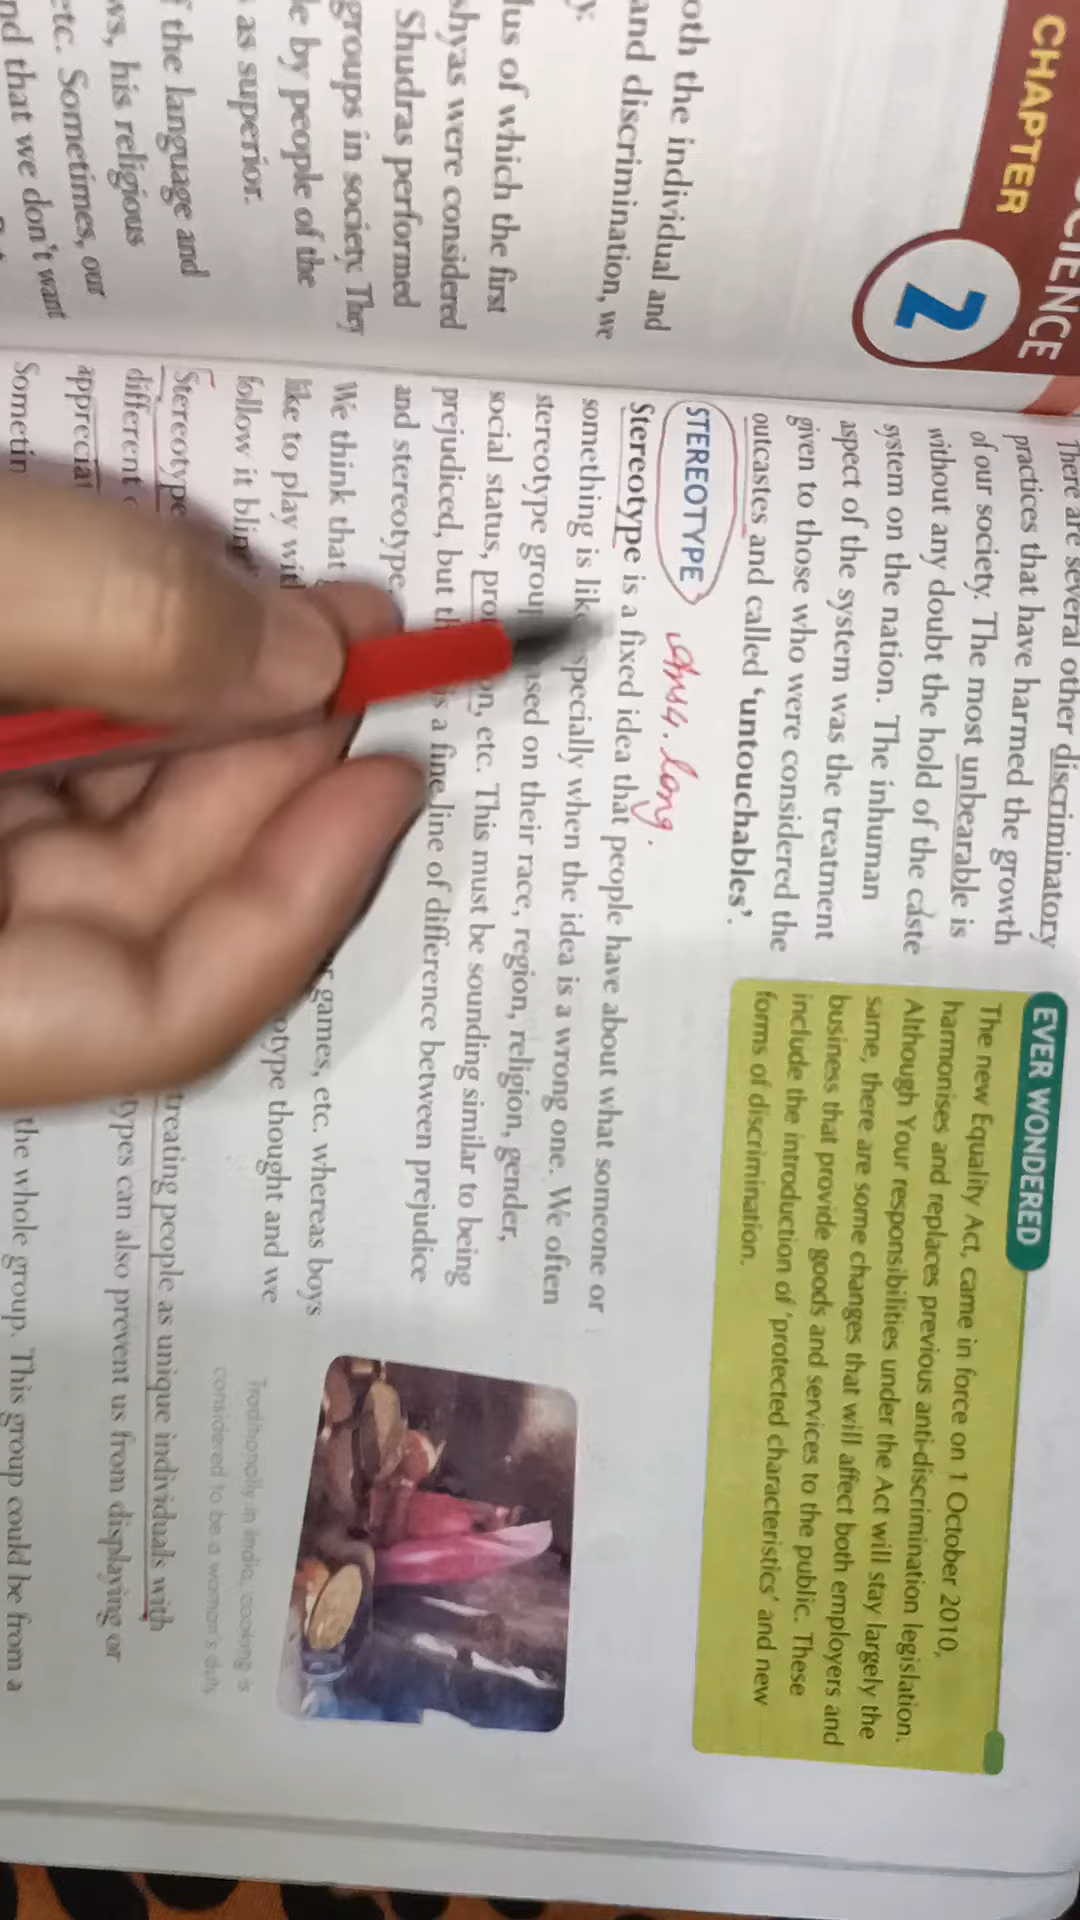 CIENCE
CHAPTER
2
oth the individual and
and discrimination, we
y:
lus of which the first
shyas were considered
Shudras performed
groups in society. They
le by people of the
as superior.
f the language and
ws, his religious
etc. Sometimes, our
nd that we don't want
There are several other discriminatory
practices that have harmed the growth
of our society. The most unbearable is
without any doubt the hold of the caste
system on the nation. The inhuman
aspect of the system was the treatment
given to those who were considered the
outcastes and called 'untouchables'.
EVER WONDERED
The new Equality Act, came in force on 1 October 2010,
harmonises and replaces previous anti-discrimination legislation.
Although Your responsibilities under the Act will stay largely the
same, there are some changes that will affect both employers and
business that provide goods and services to the public. These
include the introduction of 'protected characteristics' and new
forms of discrimination.
STEREOTYPE
Ans4. long.
Stereotype is a fixed idea that people have about what someone or
something is specially when the idea is a wrong one. We often
stereotype based on their race, region, religion, gender,
social status, etc. This must be sounding similar to being
prejudiced, but is a fine line of difference between prejudice
and stereotype.
We think that games, etc. whereas boys
like to play thought and we
follow it
Stereotype treating people as unique individuals with
different types can also prevent us from displaying or
the whole group. This group could be from a
Traditionally in India, cooking is
considered to be a woman's duty